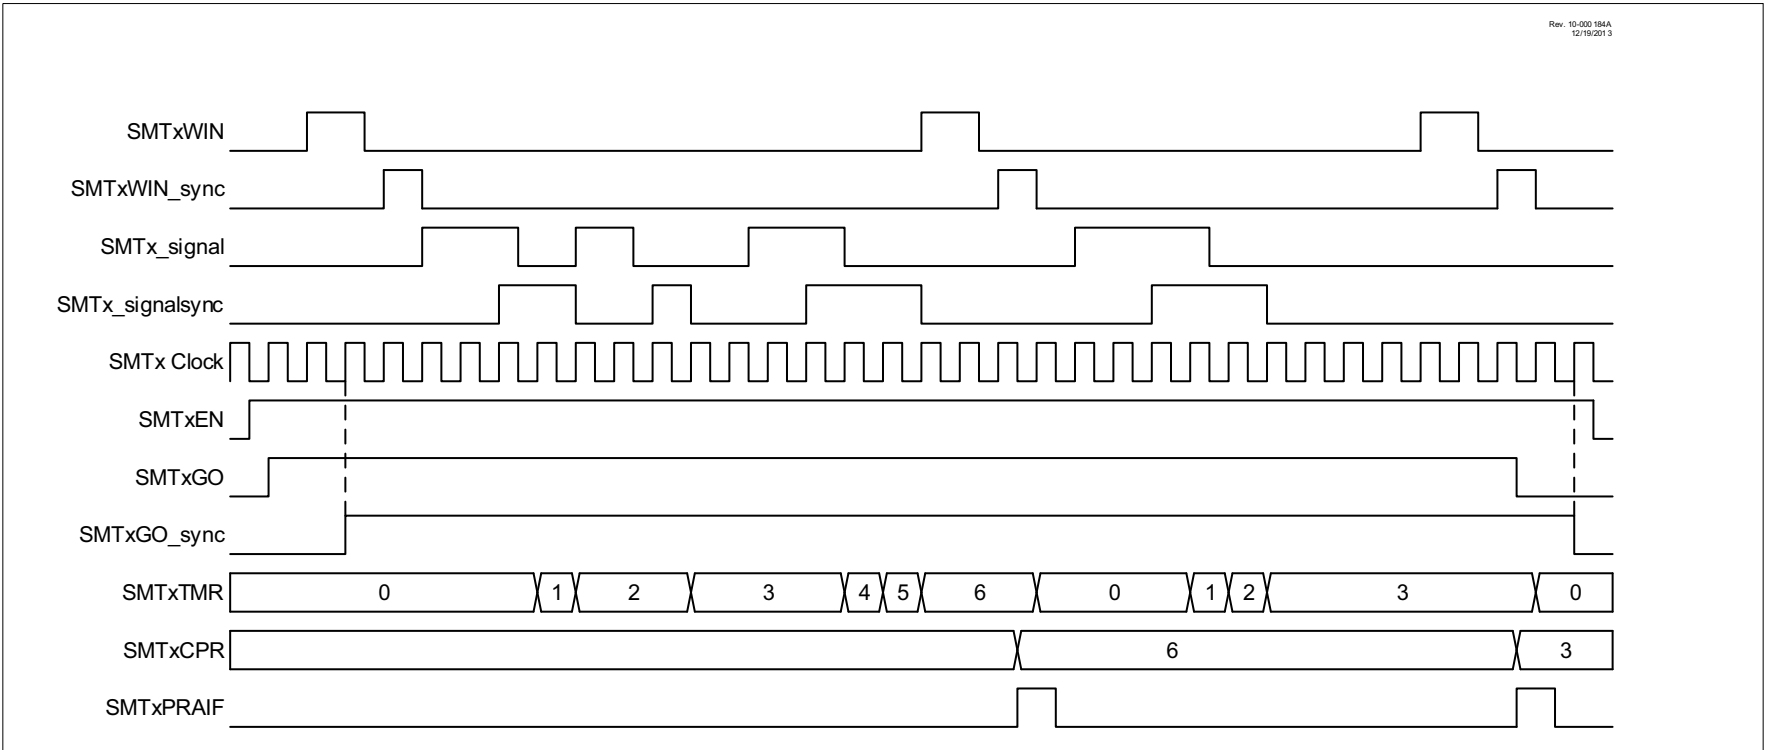 Rev. 10-000 184A
12/19/201 3
SMTxWIN
SMTxWIN_sync
SMTx_signal
SMTx_signalsync
SMTx Clock
SMTxEN
SMTxGO
SMTxGO_sync
SMTxTMR 0 1 2 3 4 5 6 0 1 2 3 0
SMTxCPR 6 3
SMTxPRAIF